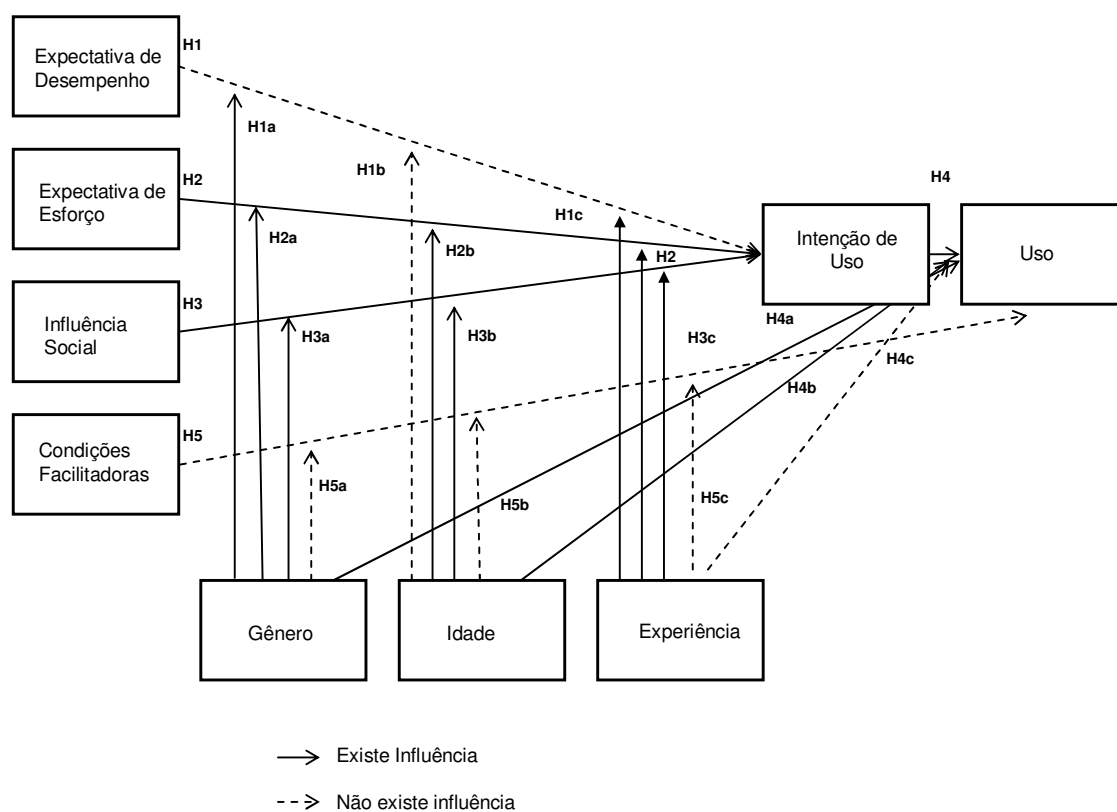 H1
Expectativa de
Desempenho
H1a
H1b
H2
Expectativa de
Esforço
H2a
H2b
H1c
H4
Intenção de
Uso
Uso
H2
H3
Influência
Social
H3a
H3b
H3c
H4a
H4b
H4c
H5
Condições
Facilitadoras
H5a
H5b
H5c
Gênero
Idade
Experiência
Existe Influência
Não existe influência